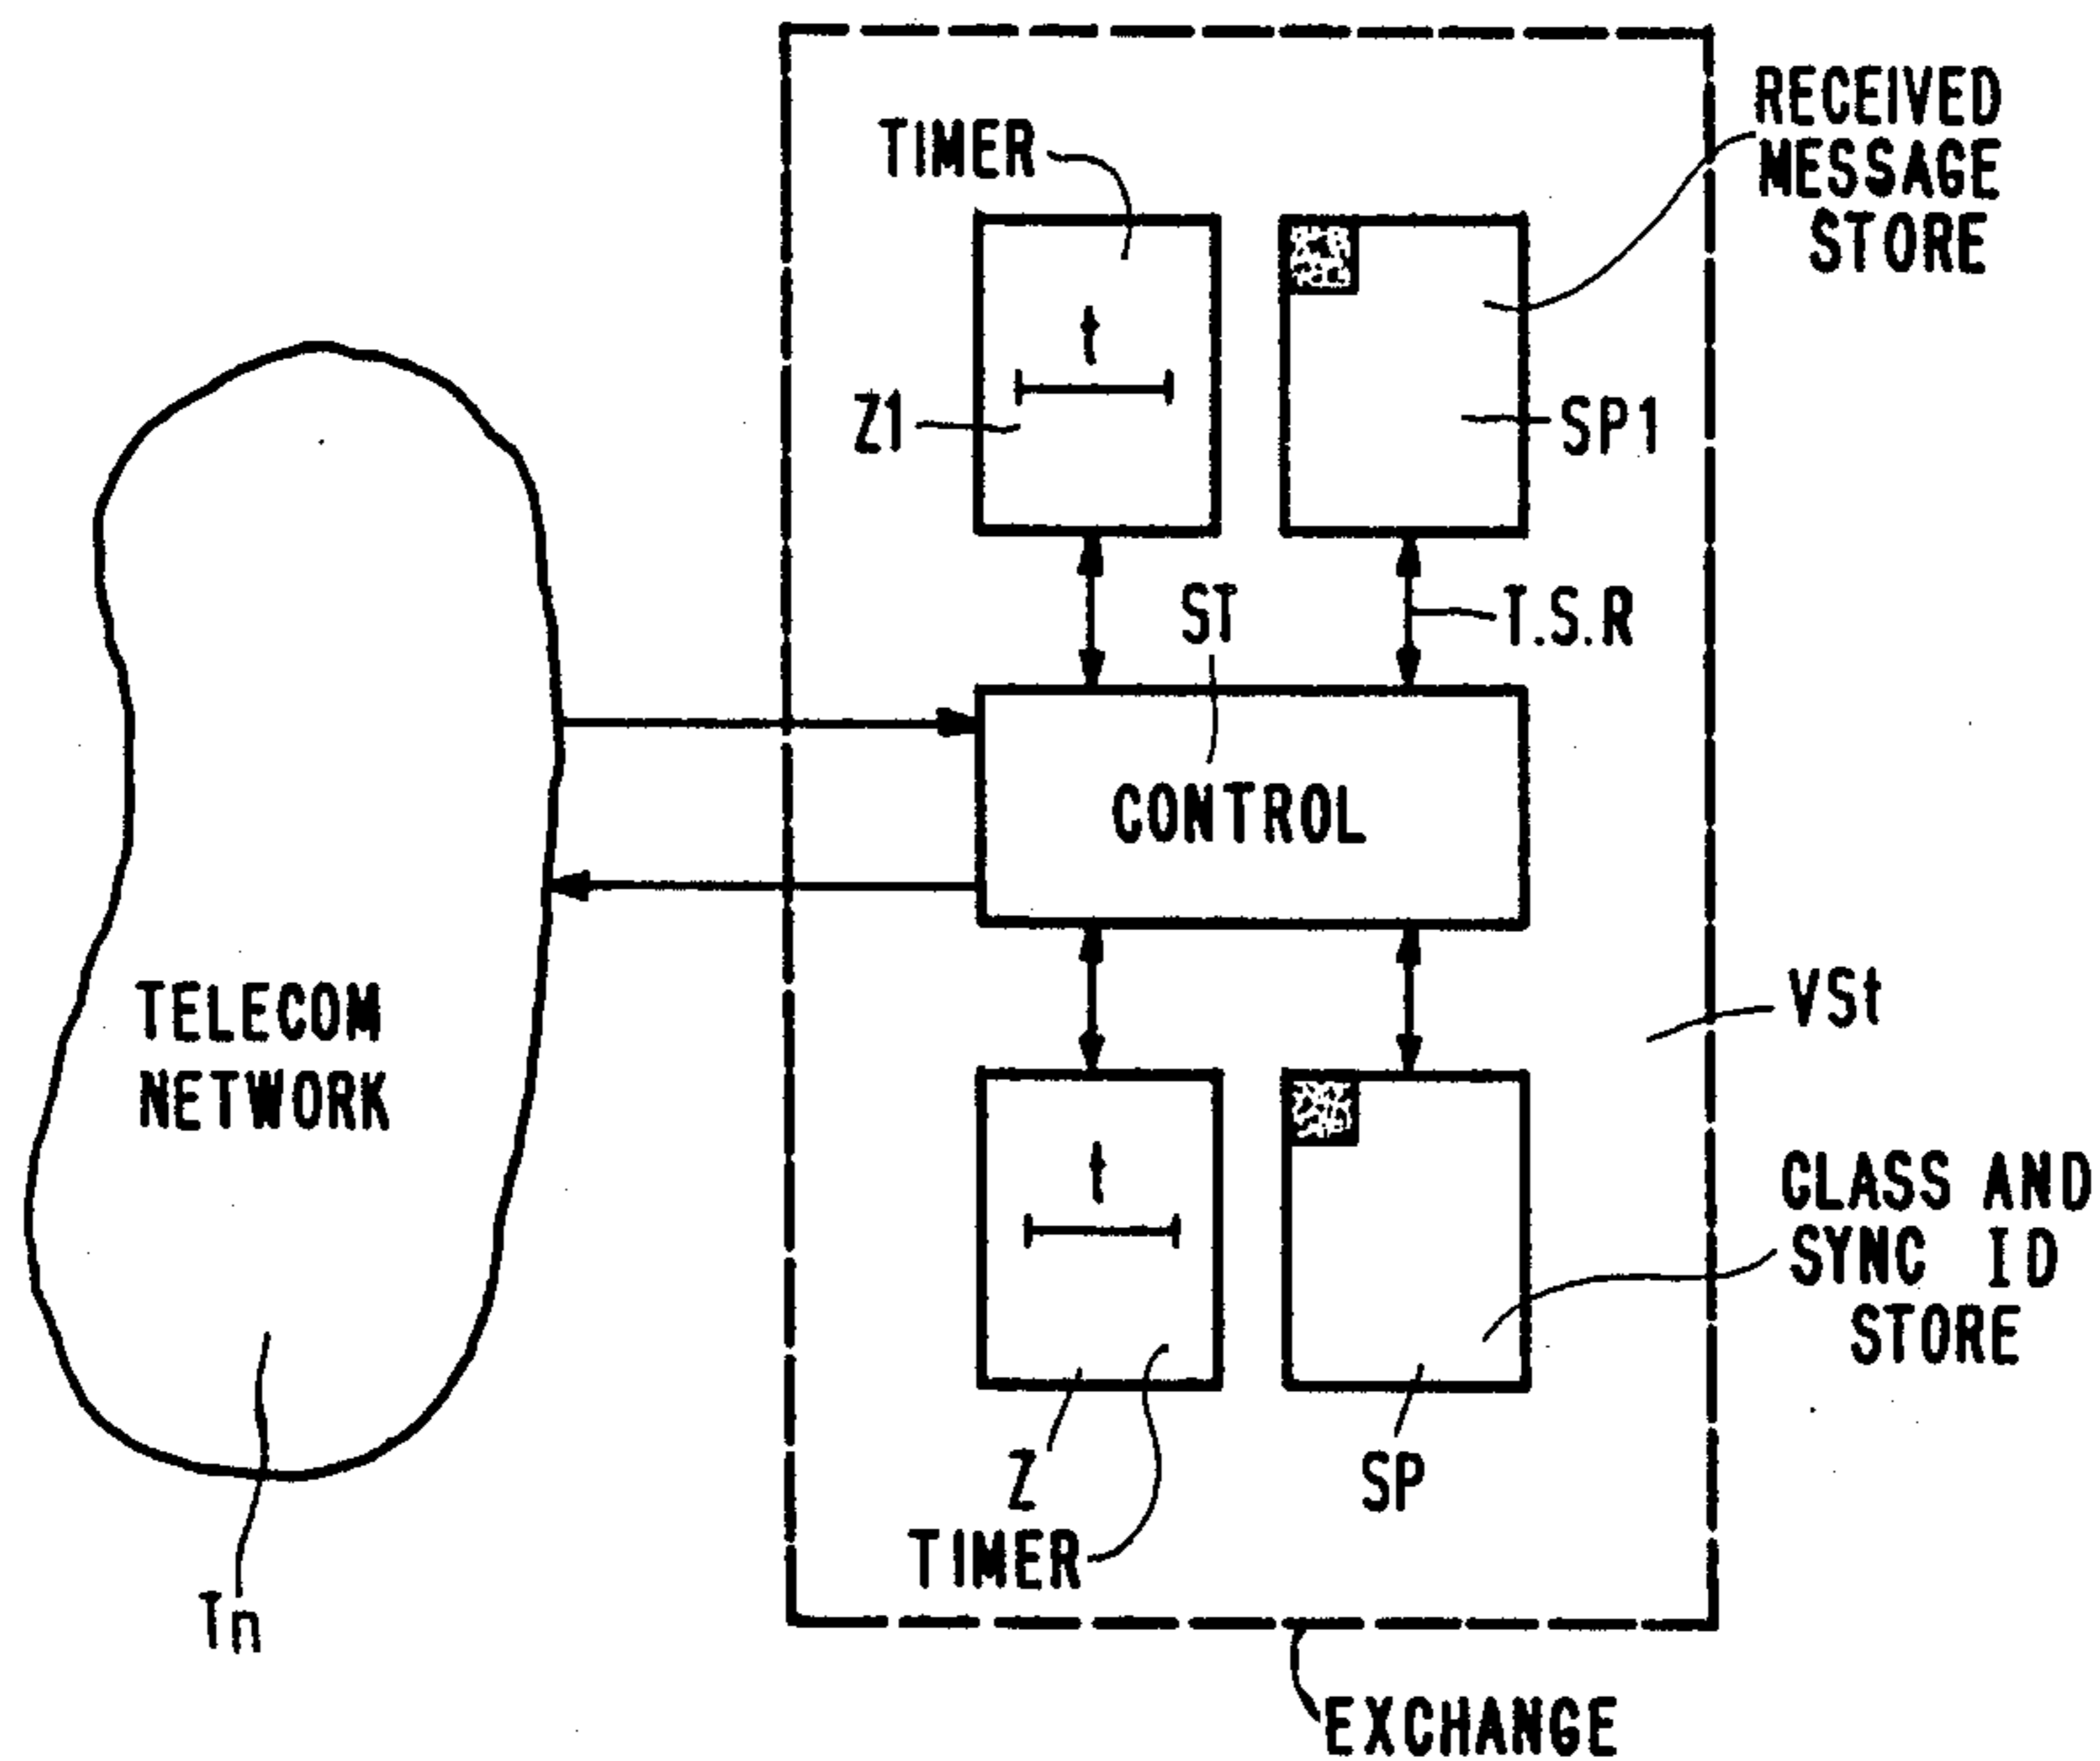 RECEIVED
MESSAGE
STORE
TIMER
t
Z1
SP1
ST
T.S.R
CONTROL
TELECOM
NETWORK
VSt
t
CLASS AND
SYNC ID
STORE
Z
SP
TIMER
Tn
EXCHANGE